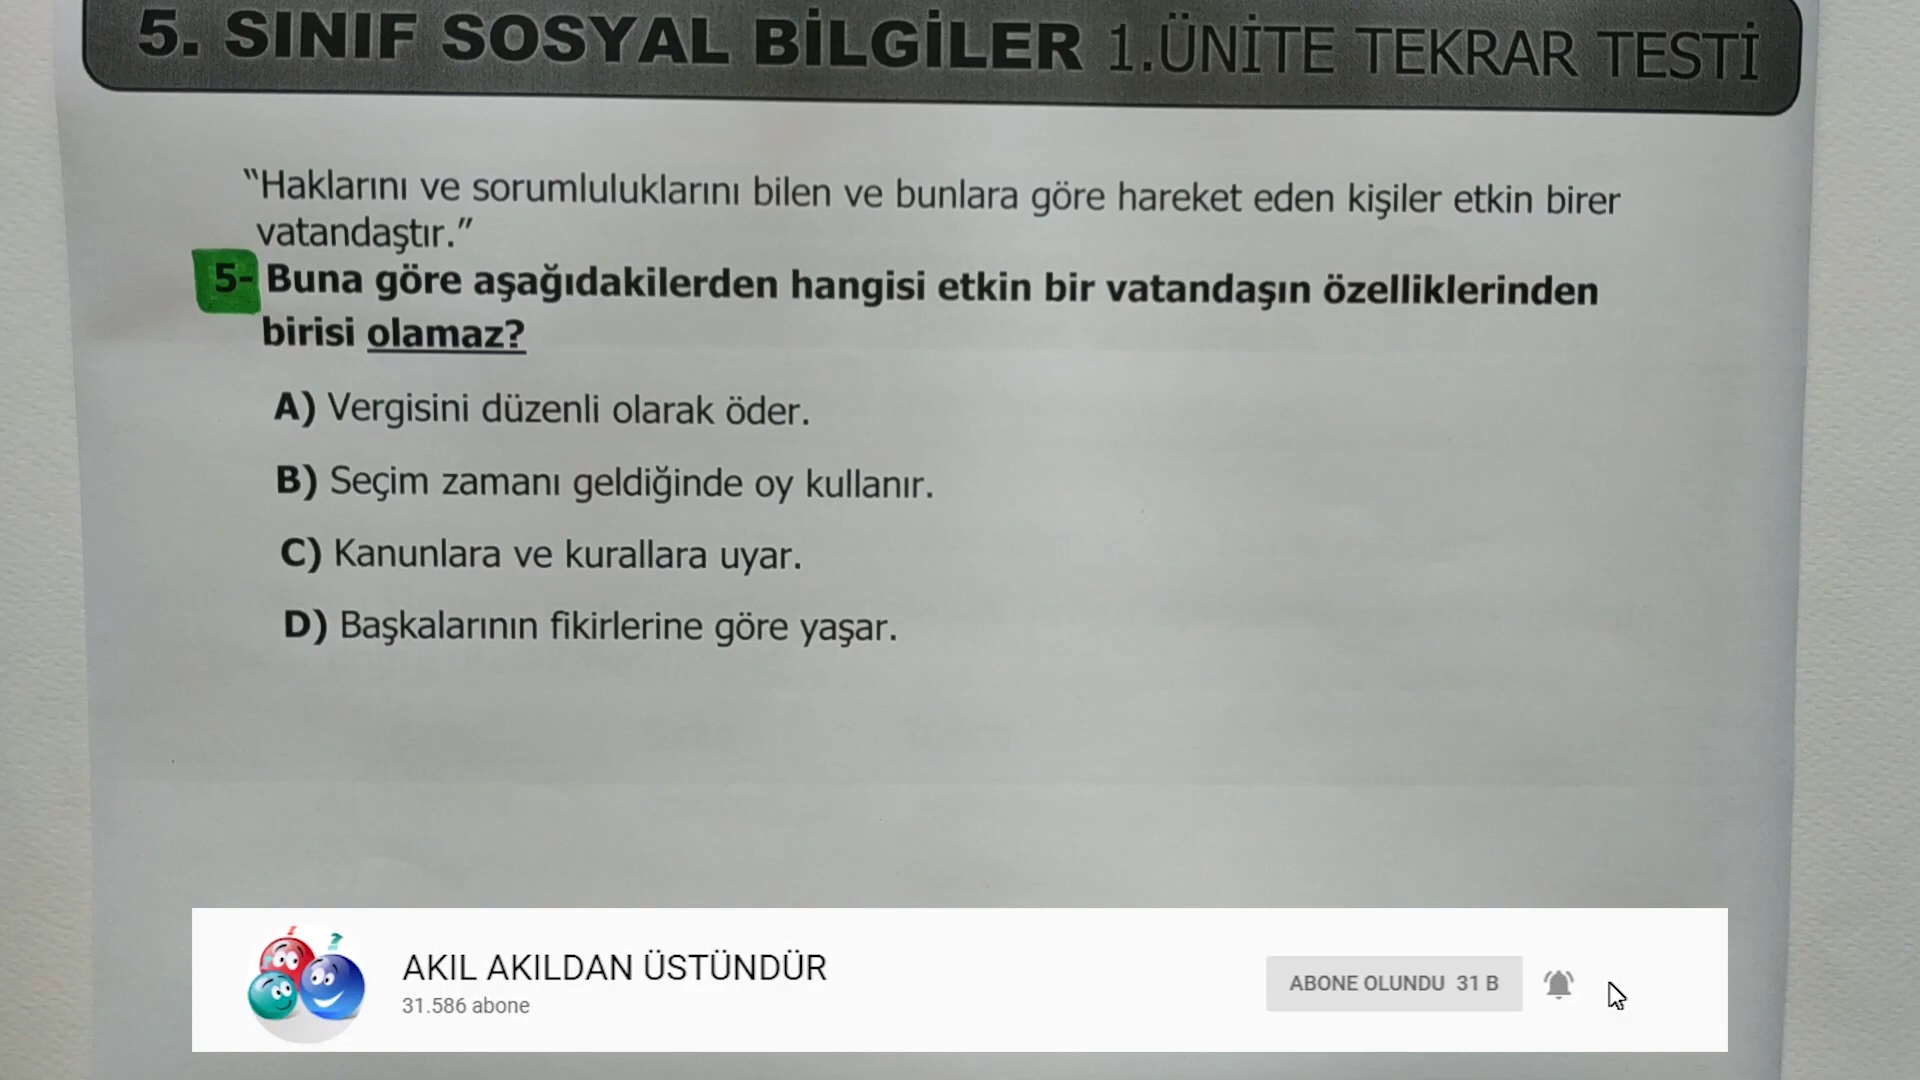 5. SINIF SOSYAL BİLGİLER 1.ÜNİTE TEKRAR TESTİ
"Haklarını ve sorumluluklarını bilen ve bunlara göre hareket eden kişiler etkin birer
vatandaştır."
5- Buna göre aşağıdakilerden hangisi etkin bir vatandaşın özelliklerinden
birisi olamaz?
A) Vergisini düzenli olarak öder.
B) Seçim zamanı geldiğinde oy kullanır.
C) Kanunlara ve kurallara uyar.
D) Başkalarının fikirlerine göre yaşar.
AKIL AKILDAN ÜSTÜNDÜR
31.586 abone
ABONE OLUNDU 31 B